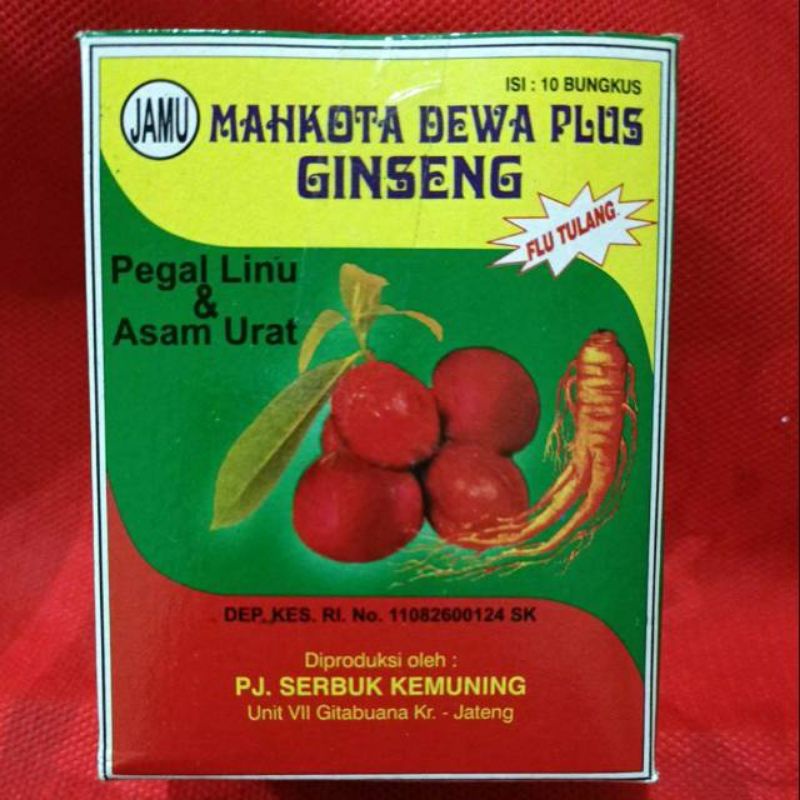 ISI : 10 BUNGKUS
JAMU MAHKOTA DEWA PLUS
GINSENG
FLU TULANG
Pegal Linu
&
Asam Urat
DEP. KES. RI. No. 11082600124 SK
Diproduksi oleh :
PJ. SERBUK KEMUNING
Unit VII Gitabuana Kr. - Jateng